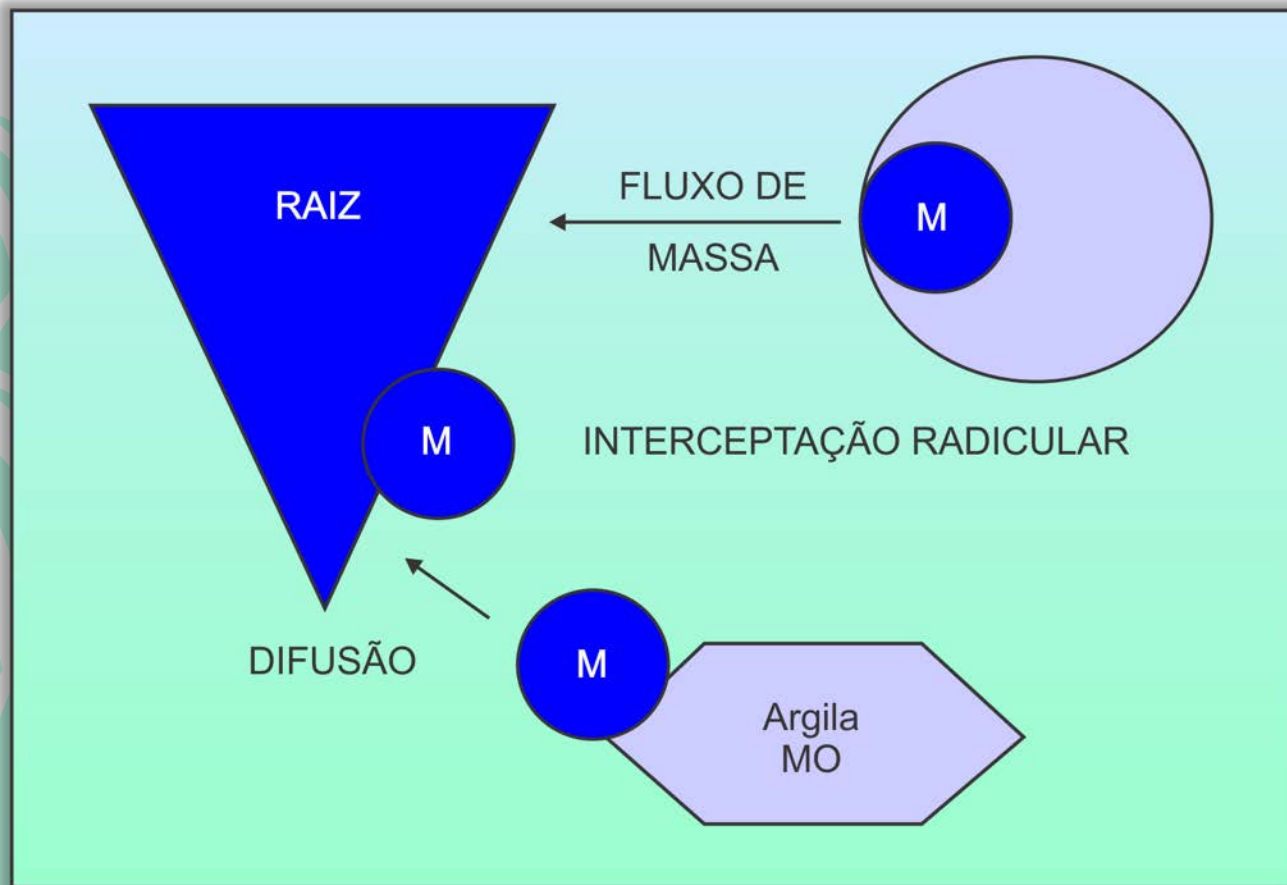 RAIZ
FLUXO DE
MASSA
M
M
INTERCEPTAÇÃO RADICULAR
DIFUSÃO
M
Argila
MO